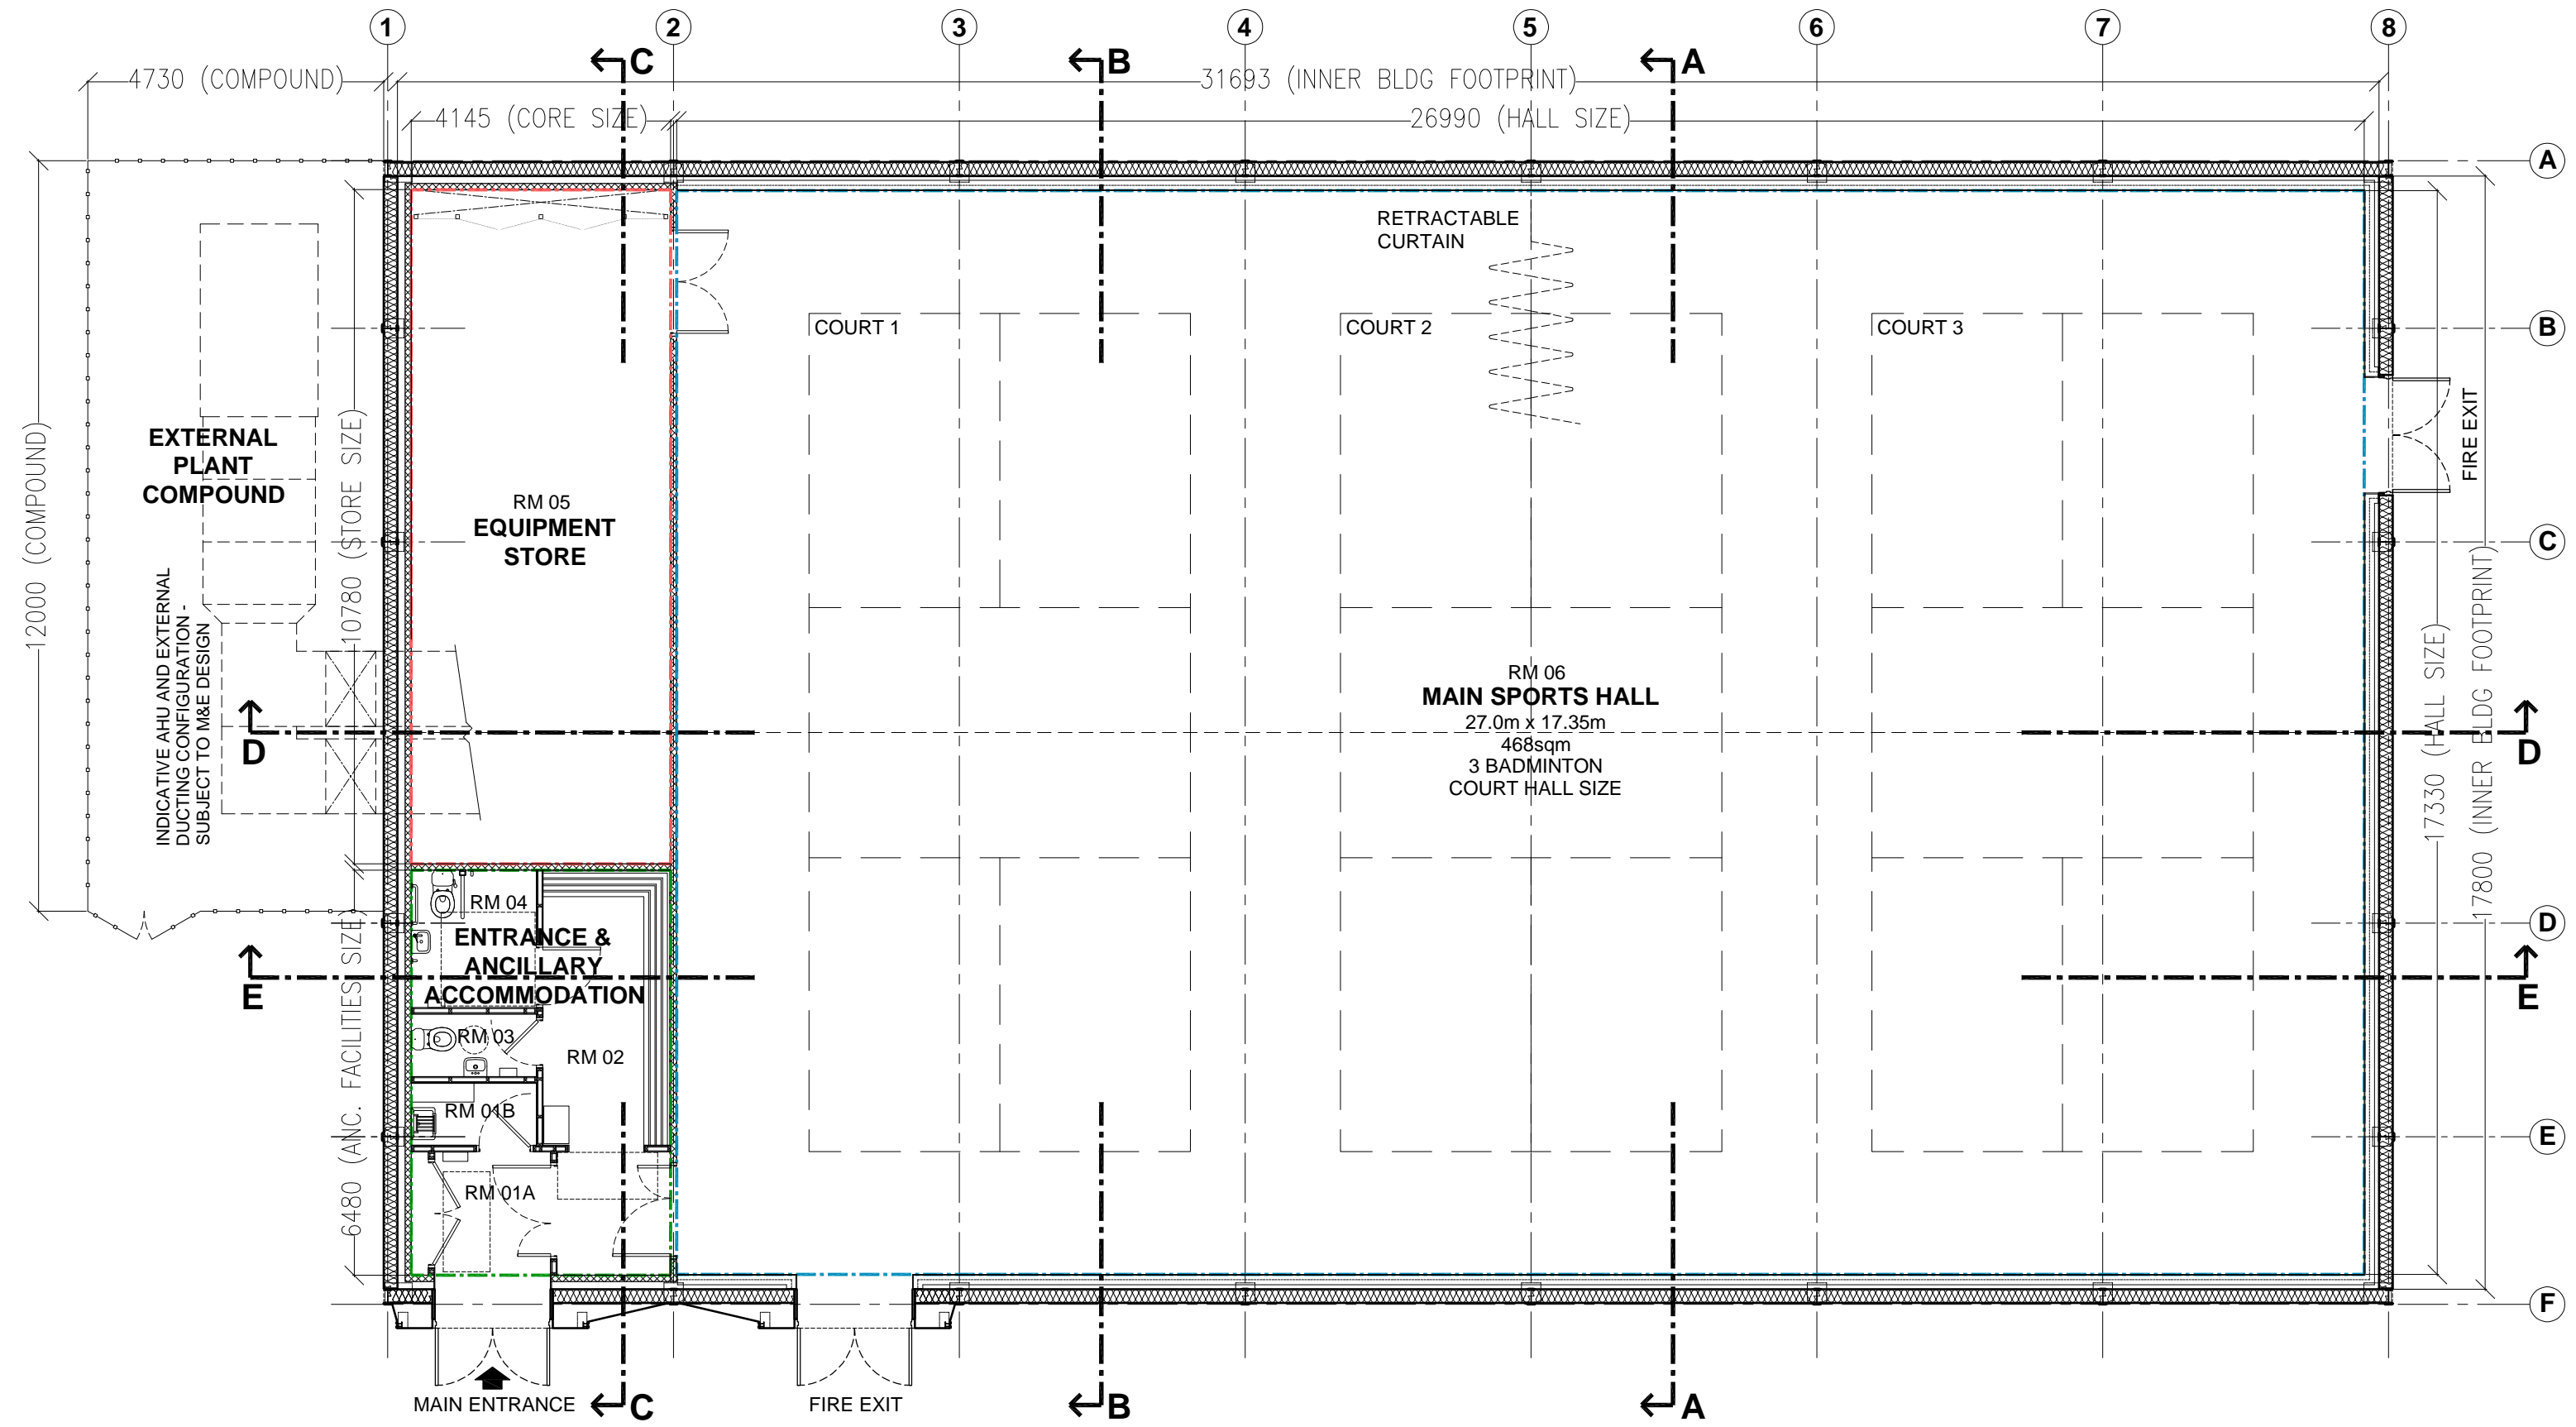 1 2 3 4 5 6 7 8
C B A
4730 (COMPOUND) 31693 (INNER BLDG FOOTPRINT)
4145 (CORE SIZE) 26990 (HALL SIZE)
A
RETRACTABLE
CURTAIN
COURT 1 COURT 2 COURT 3
B
FIRE EXIT
EXTERNAL
PLANT
COMPOUND
12000 (COMPOUND)
10780 (STORE SIZE)
RM 05
EQUIPMENT
STORE
C
INDICATIVE AHU AND EXTERNAL
DUCTING CONFIGURATION -
SUBJECT TO M&E DESIGN
RM 06
MAIN SPORTS HALL
27.0m x 17.35m
468sqm
3 BADMINTON
COURT HALL SIZE
17330 (HALL SIZE)
17800 (INNER BLDG FOOTPRINT)
D D
RM 04
ENTRANCE &
ANCILLARY
ACCOMMODATION
D
E E
6480 (ANC. FACILITIES SIZE)
RM 03
RM 02
RM 01B
E
RM 01A
F
MAIN ENTRANCE
FIRE EXIT
C B A